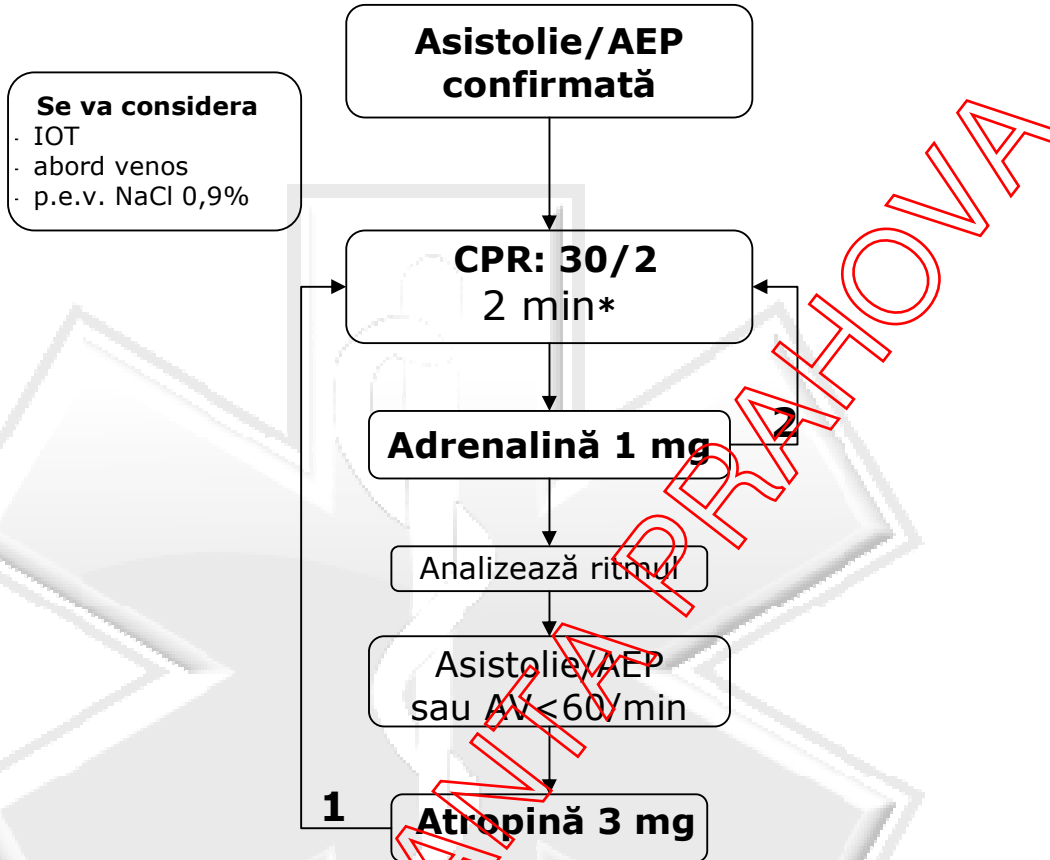 Asistolie/AEP
confirmată
Se va considera
- IOT
- abord venos
- p.e.v. NaCl 0,9%
CPR: 30/2
2 min*
Adrenalină 1 mg
2
Analizează ritmul
Asistolie/AEP
sau AV<60/min
1
Atropină 3 mg
ANTA PRAHOVA